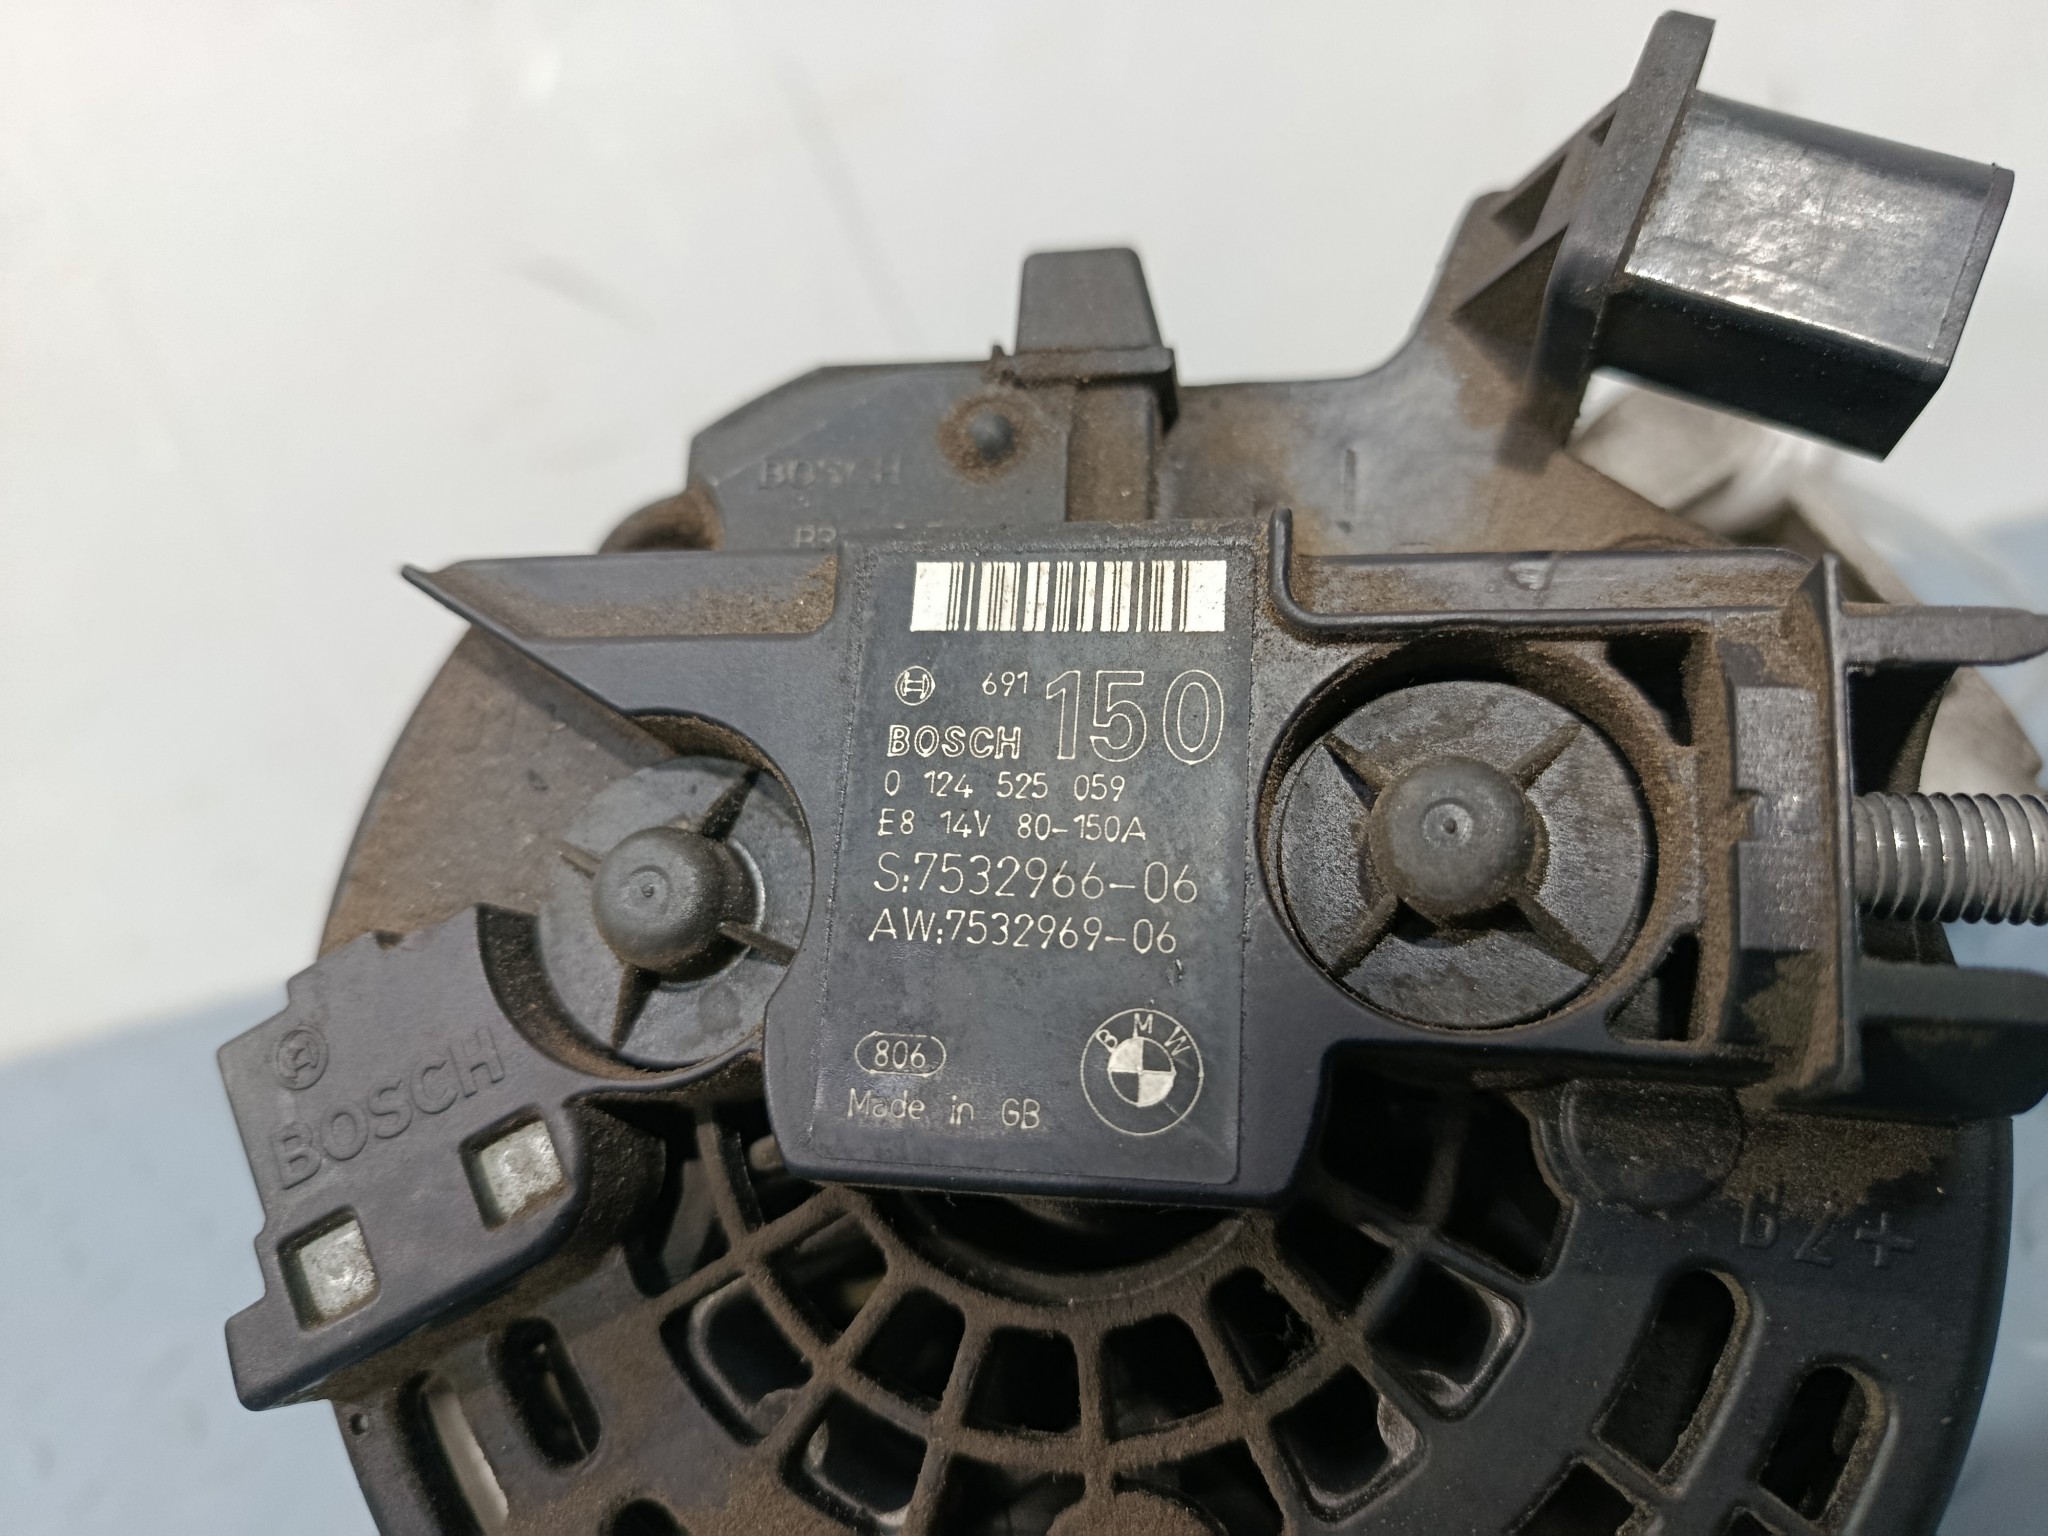 BOSCH
691 150
BOSCH
0 124 525 059
E8 14V 80-150A
S:7532966-06
AW:7532969-06
806
Made in GB
BMW
BOSCH